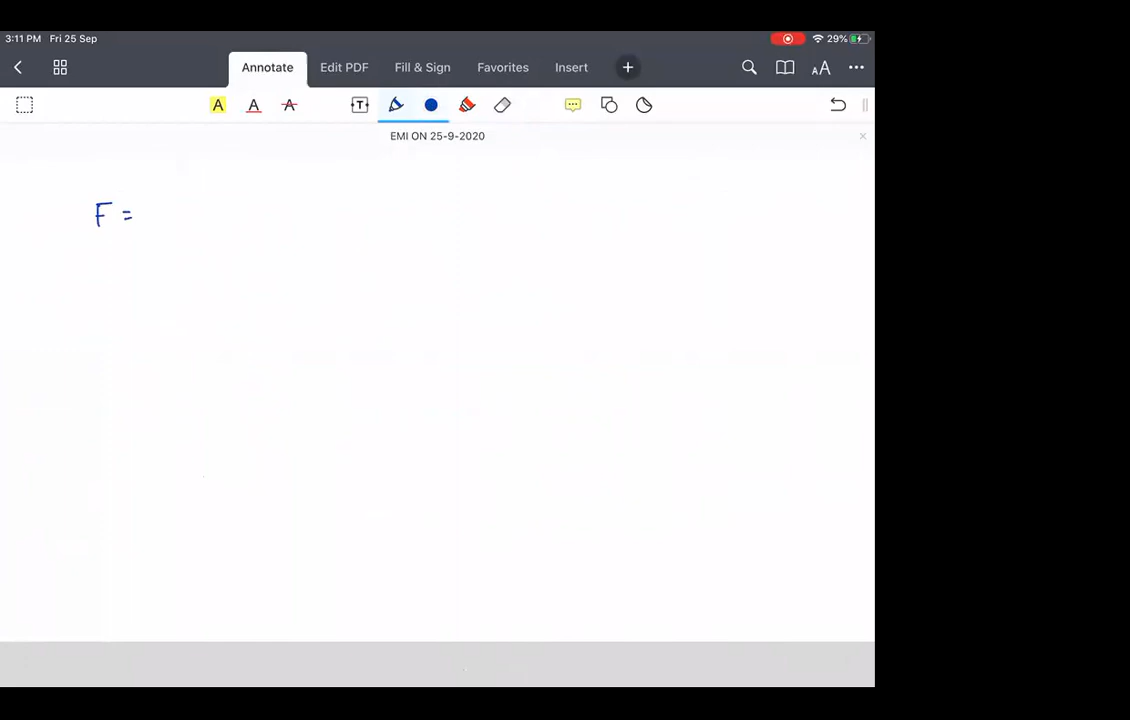 3:11 PM Fri 25 Sep 29%
Annotate Edit PDF Fill & Sign Favorites Insert
AA
A A A T
EMI ON 25-9-2020
F =